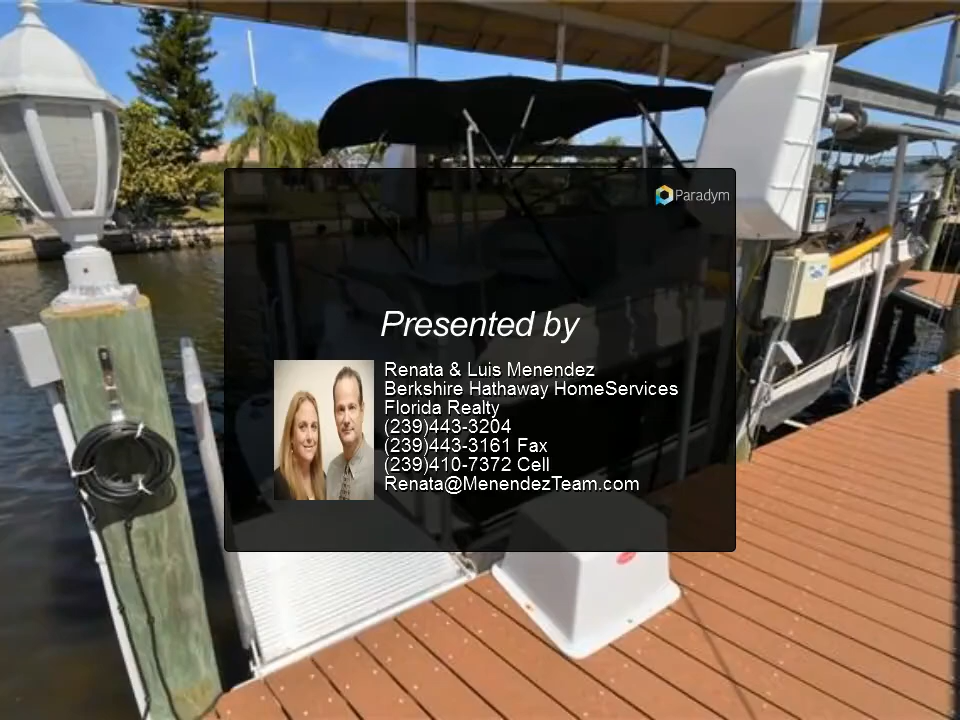 Paradym
Presented by
Renata & Luis Menendez
Berkshire Hathaway HomeServices
Florida Realty
(239)443-3204
(239)443-3161 Fax
(239)410-7372 Cell
Renata@MenendezTeam.com